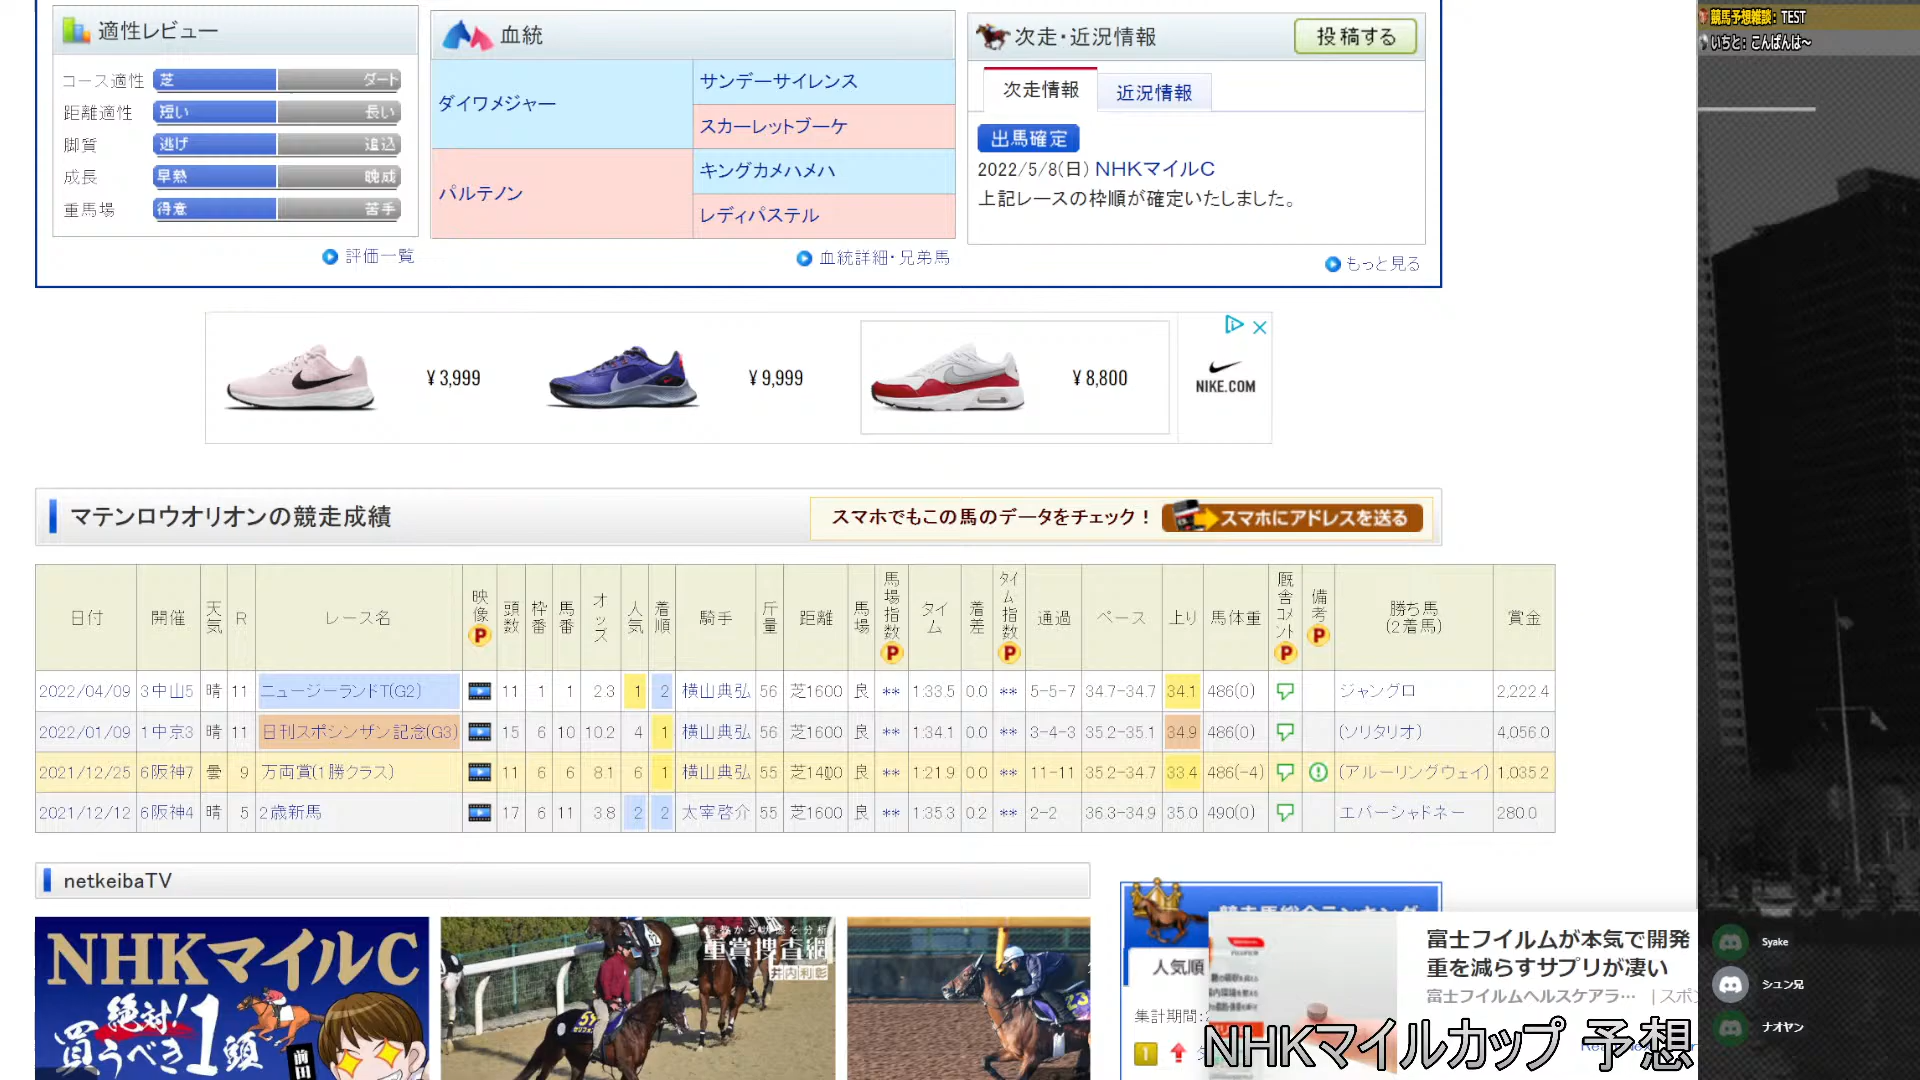 適性レビュー
コース適性 芝 ダート
距離適性 短い 長い
脚質 逃げ 追込
成長 早熟 晩成
重馬場 得意 苦手
評価一覧
血統
ダイワメジャー
サンデーサイレンス
スカーレットブーケ
パルテノン
キングカメハメハ
レディパステル
血統詳細・兄弟馬
次走・近況情報
投稿する
次走情報 近況情報
出馬確定
2022/5/8(日) NHKマイルC
上記レースの枠順が確定いたしました。
もっと見る
¥3,999
¥9,999
¥8,800
NIKE.COM
マテンロウオリオンの競走成績
スマホでもこの馬のデータをチェック！ スマホにアドレスを送る
日付 開催 天気 R レース名 映像 P 頭数 枠番 馬番 オッズ 人気 着順 騎手 斤量 距離 馬場 馬場指数 P タイム 着差 タイム指数 P 通過 ペース 上り 馬体重 厩舎コメント P 備考 P 勝ち馬(2着馬) 賞金
2022/04/09 3中山5 晴 11 ニュージーランドT(G2) 11 1 1 2.3 1 2 横山典弘 56 芝1600 良 ** 1:33.5 0.0 ** 5-5-7 34.7-34.7 34.1 486(0) ジャングロ 2,222.4
2022/01/09 1中京3 晴 11 日刊スポシンザン記念(G3) 15 6 10 10.2 4 1 横山典弘 56 芝1600 良 ** 1:34.1 0.0 ** 3-4-3 35.2-35.1 34.9 486(0) (ソリタリオ) 4,056.0
2021/12/25 6阪神7 曇 9 万両賞(1勝クラス) 11 6 6 8.1 6 1 横山典弘 55 芝1400 良 ** 1:21.9 0.0 ** 11-11 35.2-34.7 33.4 486(-4) (アルーリングウェイ) 1,035.2
2021/12/12 6阪神4 晴 5 2歳新馬 17 6 11 3.8 2 2 太宰啓介 55 芝1600 良 ** 1:35.3 0.2 ** 2-2 36.3-34.9 35.0 490(0) エバーシャドネー 280.0
netkeibaTV
NHKマイルC
絶対!
買うべき1頭
重賞捜査網
井内利彰
人気順
集計期間:
1
富士フイルムが本気で開発
重を減らすサプリが凄い
富士フイルムヘルスケアラ… | スポ
NHKマイルカップ 予想
競馬予想雑談: TEST
いちと: こんばんは〜
Syake
シュン兄
ナオヤン